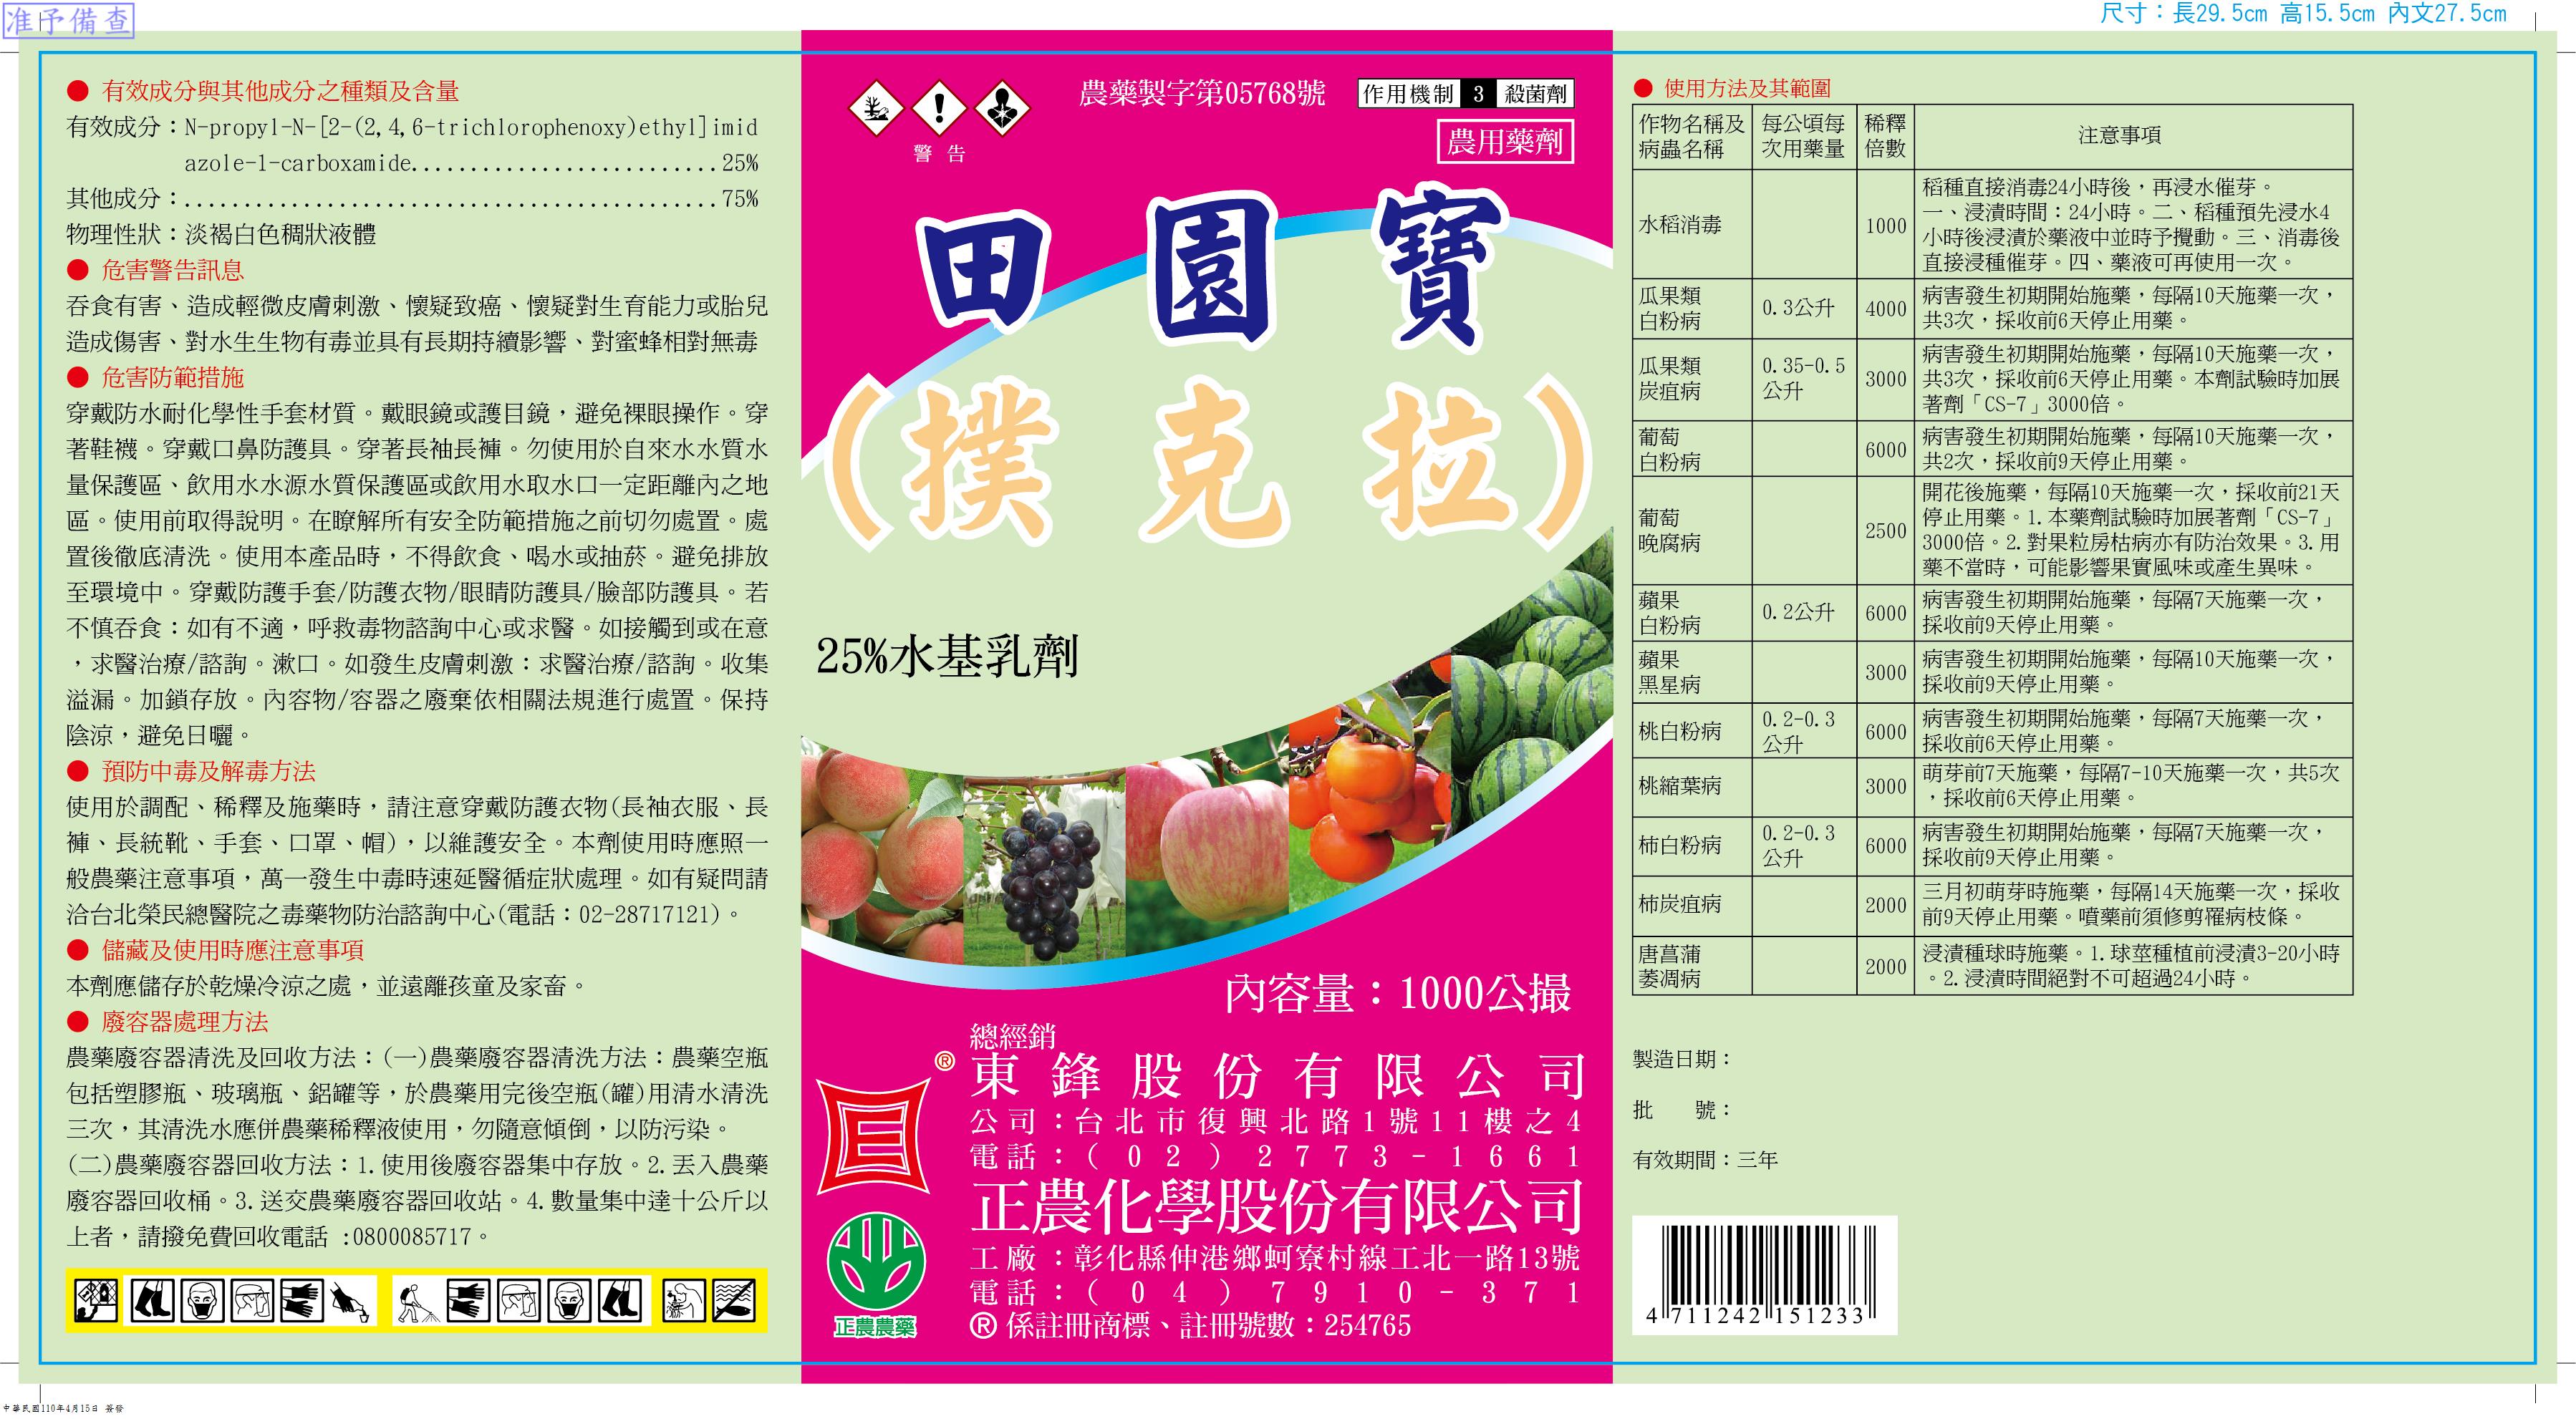 准予備查
尺寸：長29.5cm 高15.5cm 內文27.5cm
● 有效成分與其他成分之種類及含量
有效成分：N-propyl-N-[2-(2,4,6-trichlorophenoxy)ethyl]imid
azole-1-carboxamide..........................25%
其他成分：.............................................75%
物理性狀：淡褐白色稠狀液體
● 危害警告訊息
吞食有害、造成輕微皮膚刺激、懷疑致癌、懷疑對生育能力或胎兒
造成傷害、對水生生物有毒並具有長期持續影響、對蜜蜂相對無毒
● 危害防範措施
穿戴防水耐化學性手套材質。戴眼鏡或護目鏡，避免裸眼操作。穿
著鞋襪。穿戴口鼻防護具。穿著長袖長褲。勿使用於自來水水質水
量保護區、飲用水水源水質保護區或飲用水取水口一定距離內之地
區。使用前取得說明。在瞭解所有安全防範措施之前切勿處置。處
置後徹底清洗。使用本產品時，不得飲食、喝水或抽菸。避免排放
至環境中。穿戴防護手套/防護衣物/眼睛防護具/臉部防護具。若
不慎吞食：如有不適，呼救毒物諮詢中心或求醫。如接觸到或在意
，求醫治療/諮詢。漱口。如發生皮膚刺激：求醫治療/諮詢。收集
溢漏。加鎖存放。內容物/容器之廢棄依相關法規進行處置。保持
陰涼，避免日曬。
● 預防中毒及解毒方法
使用於調配、稀釋及施藥時，請注意穿戴防護衣物(長袖衣服、長
褲、長統靴、手套、口罩、帽)，以維護安全。本劑使用時應照一
般農藥注意事項，萬一發生中毒時速延醫循症狀處理。如有疑問請
洽台北榮民總醫院之毒藥物防治諮詢中心(電話：02-28717121)。
● 儲藏及使用時應注意事項
本劑應儲存於乾燥冷涼之處，並遠離孩童及家畜。
● 廢容器處理方法
農藥廢容器清洗及回收方法：(一)農藥廢容器清洗方法：農藥空瓶
包括塑膠瓶、玻璃瓶、鋁罐等，於農藥用完後空瓶(罐)用清水清洗
三次，其清洗水應併農藥稀釋液使用，勿隨意傾倒，以防污染。
(二)農藥廢容器回收方法：1.使用後廢容器集中存放。2.丟入農藥
廢容器回收桶。3.送交農藥廢容器回收站。4.數量集中達十公斤以
上者，請撥免費回收電話 :0800085717。
農藥製字第05768號
作用機制 3 殺菌劑
農用藥劑
警告
田園寶
(撲克拉)
25%水基乳劑
內容量：1000公撮
總經銷
®
東鋒股份有限公司
公司：台北市復興北路1號11樓之4
電話：(02)2773-1661
正農化學股份有限公司
工廠：彰化縣伸港鄉蚵寮村線工北一路13號
電話：(04)7910-371
正農農藥
®係註冊商標、註冊號數：254765
● 使用方法及其範圍
作物名稱及病蟲名稱 每公頃每次用藥量 稀釋倍數 注意事項
水稻消毒 1000 稻種直接消毒24小時後，再浸水催芽。
一、浸漬時間：24小時。二、稻種預先浸水4
小時後浸漬於藥液中並時予攪動。三、消毒後
直接浸種催芽。四、藥液可再使用一次。
瓜果類白粉病 0.3公升 4000 病害發生初期開始施藥，每隔10天施藥一次，
共3次，採收前6天停止用藥。
瓜果類炭疽病 0.35-0.5公升 3000 病害發生初期開始施藥，每隔10天施藥一次，
共3次，採收前6天停止用藥。本劑試驗時加展
著劑「CS-7」3000倍。
葡萄白粉病 6000 病害發生初期開始施藥，每隔10天施藥一次，
共2次，採收前9天停止用藥。
葡萄晚腐病 2500 開花後施藥，每隔10天施藥一次，採收前21天
停止用藥。1.本藥劑試驗時加展著劑「CS-7」
3000倍。2.對果粒房枯病亦有防治效果。3.用
藥不當時，可能影響果實風味或產生異味。
蘋果白粉病 0.2公升 6000 病害發生初期開始施藥，每隔7天施藥一次，
採收前9天停止用藥。
蘋果黑星病 3000 病害發生初期開始施藥，每隔10天施藥一次，
採收前9天停止用藥。
桃白粉病 0.2-0.3公升 6000 病害發生初期開始施藥，每隔7天施藥一次，
採收前6天停止用藥。
桃縮葉病 3000 萌芽前7天施藥，每隔7-10天施藥一次，共5次
，採收前6天停止用藥。
柿白粉病 0.2-0.3公升 6000 病害發生初期開始施藥，每隔7天施藥一次，
採收前9天停止用藥。
柿炭疽病 2000 三月初萌芽時施藥，每隔14天施藥一次，採收
前9天停止用藥。噴藥前須修剪罹病枝條。
唐菖蒲萎凋病 2000 浸漬種球時施藥。1.球莖種植前浸漬3-20小時
。2.浸漬時間絕對不可超過24小時。
製造日期：
批　　號：
有效期間：三年
4 711242 151233
中華民國110年4月15日 簽發